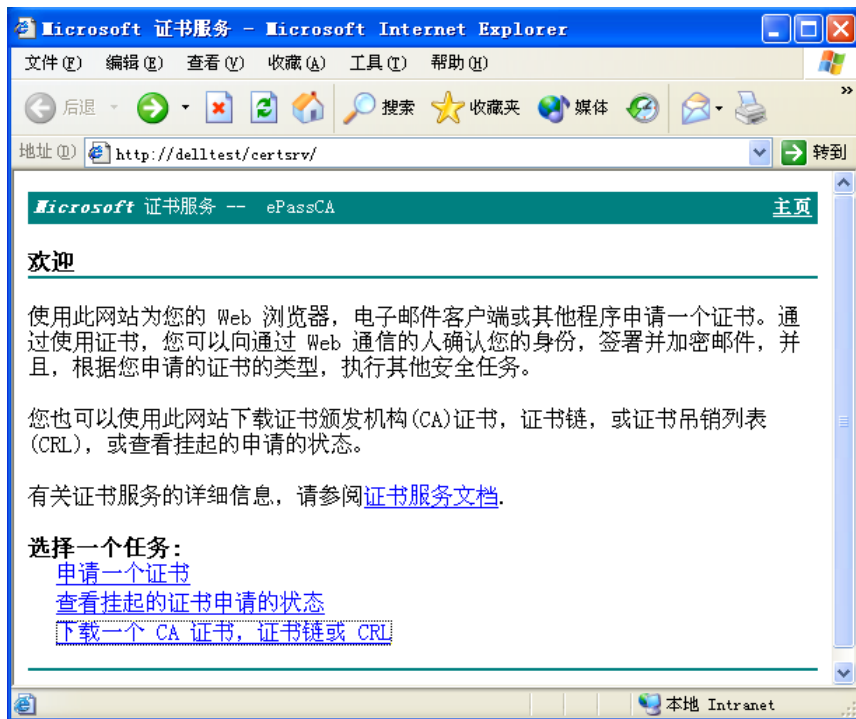 Microsoft 证书服务 - Microsoft Internet Explorer
文件(F) 编辑(E) 查看(V) 收藏(A) 工具(T) 帮助(H)
后退 搜索 收藏夹 媒体 »
地址(D) http://delltest/certsrv/ 转到
Microsoft 证书服务 -- ePassCA 主页
欢迎
使用此网站为您的 Web 浏览器，电子邮件客户端或其他程序申请一个证书。通
过使用证书，您可以向通过 Web 通信的人确认您的身份，签署并加密邮件，并
且，根据您申请的证书的类型，执行其他安全任务。
您也可以使用此网站下载证书颁发机构(CA)证书，证书链，或证书吊销列表
(CRL)，或查看挂起的申请的状态。
有关证书服务的详细信息，请参阅证书服务文档.
选择一个任务:
申请一个证书
查看挂起的证书申请的状态
下载一个 CA 证书，证书链或 CRL
本地 Intranet